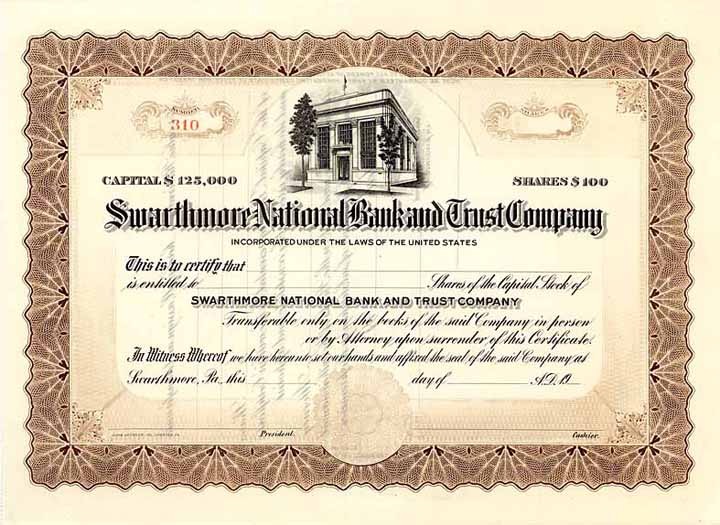 NUMBER
310
SHARES
CAPITAL $ 125,000
SHARES $ 100
Swarthmore National Bank and Trust Company
INCORPORATED UNDER THE LAWS OF THE UNITED STATES
This is to certify that
is entitled to Shares of the Capital Stock of
SWARTHMORE NATIONAL BANK AND TRUST COMPANY
Transferable only on the books of the said Company in person
or by Attorney upon surrender of this Certificate.
In Witness Whereof we have hereunto set our hands and affixed the seal of the said Company at
Swarthmore, Pa. this day of A.D. 19
President.
Cashier.